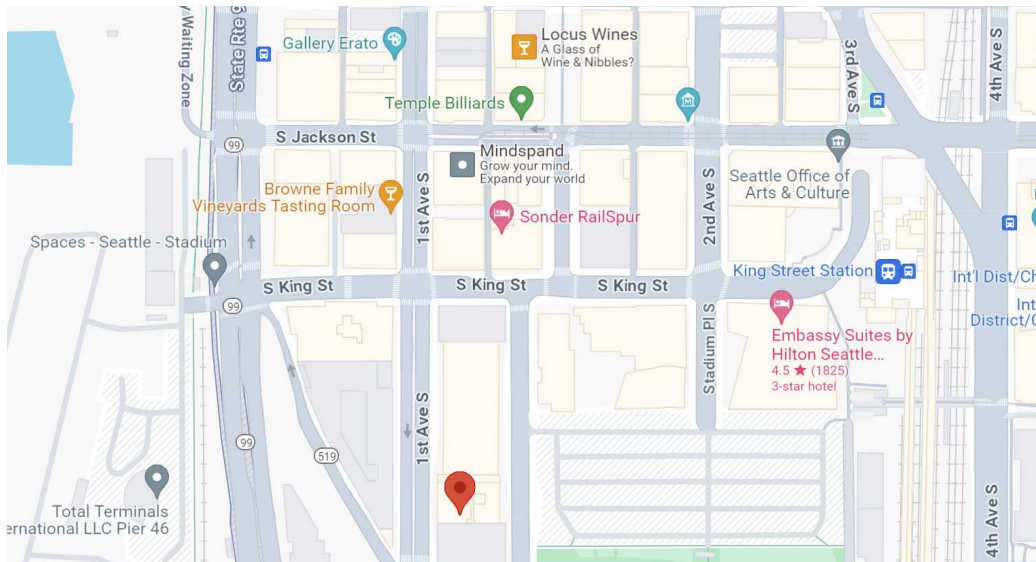 y Waiting Zone
State Rte 9
Gallery Erato
Locus Wines
A Glass of
Wine & Nibbles?
3rd Ave S
4th Ave S
Temple Billiards
S Jackson St
99
Mindspand
Grow your mind.
Expand your world
Seattle Office of
Arts & Culture
Browne Family
Vineyards Tasting Room
1st Ave S
Sonder RailSpur
2nd Ave S
Spaces - Seattle - Stadium
King Street Station
Int'l Dist/Ch
Int
District/C
S King St
S King St
S King St
99
Embassy Suites by
Hilton Seattle...
4.5 ★ (1825)
3-star hotel
Stadium Pl S
1st Ave S
99
519
Total Terminals
ernational LLC Pier 46
4th Ave S